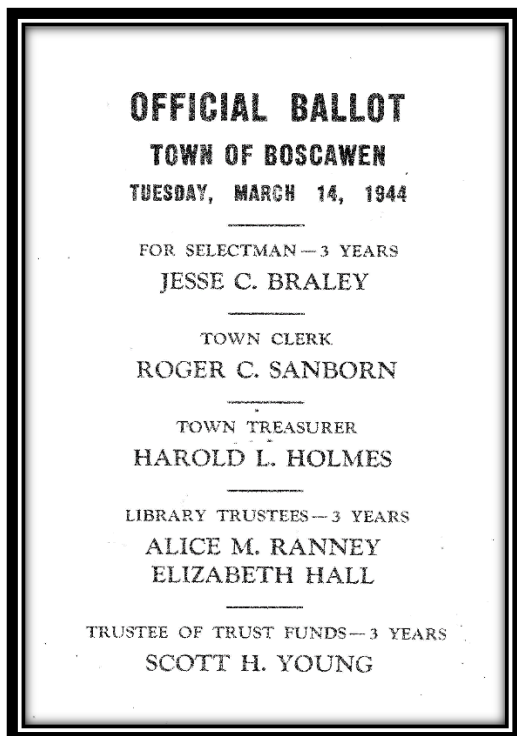 OFFICIAL BALLOT
TOWN OF BOSCAWEN
TUESDAY, MARCH 14, 1944
FOR SELECTMAN—3 YEARS
JESSE C. BRALEY
TOWN CLERK
ROGER C. SANBORN
TOWN TREASURER
HAROLD L. HOLMES
LIBRARY TRUSTEES—3 YEARS
ALICE M. RANNEY
ELIZABETH HALL
TRUSTEE OF TRUST FUNDS—3 YEARS
SCOTT H. YOUNG